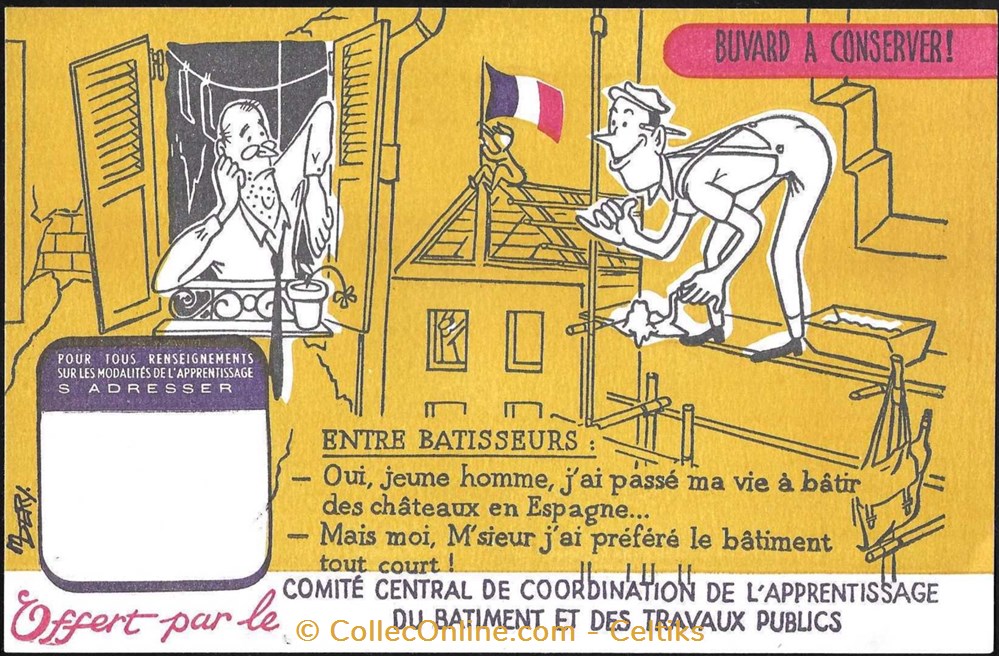 BUVARD A CONSERVER!
POUR TOUS RENSEIGNEMENTS
SUR LES MODALITÉS DE L'APPRENTISSAGE
S ADRESSER
ENTRE BATISSEURS :
— Oui, jeune homme, j'ai passé ma vie à bâtir
des châteaux en Espagne...
— Mais moi, M'sieur j'ai préféré le bâtiment
tout court !
Offert par le COMITÉ CENTRAL DE COORDINATION DE L'APPRENTISSAGE
DU BATIMENT ET DES TRAVAUX PUBLICS
© CollecOnline.com - Celtiks